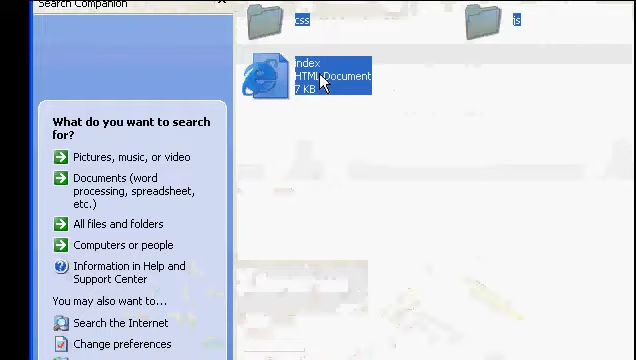 Search Companion
css
js
index
HTML Document
7 KB
What do you want to search
for?
Pictures, music, or video
Documents (word
processing, spreadsheet,
etc.)
All files and folders
Computers or people
Information in Help and
Support Center
You may also want to...
Search the Internet
Change preferences